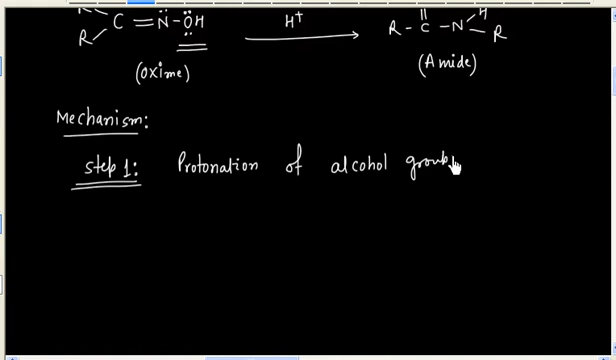 R C = N - OH H+ R - C - N H R
R
(oxime) (Amide)
Mechanism:
Step 1: Protonation of alcohol group